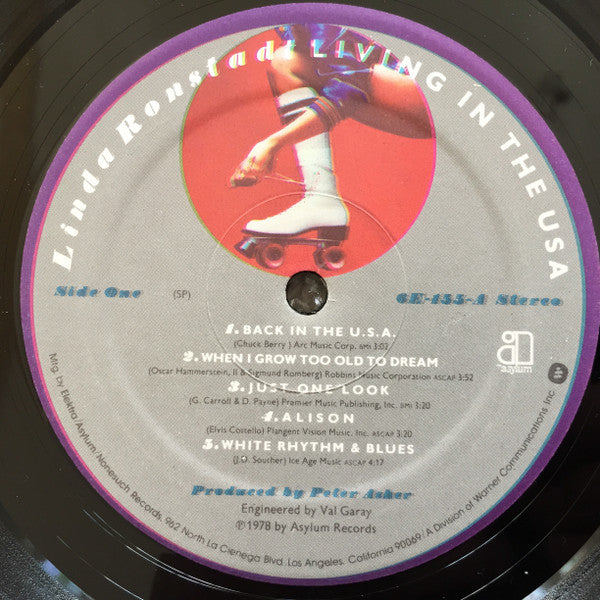 Linda Ronstadt LIVING IN THE USA
Side One
(SP)
6E-155-A Stereo
1. BACK IN THE U.S.A.
(Chuck Berry) Arc Music Corp. BMI 3:02
2. WHEN I GROW TOO OLD TO DREAM
(Oscar Hammerstein, II & Sigmund Romberg) Robbins Music Corporation ASCAP 3:52
3. JUST ONE LOOK
(G. Carroll & D. Payne) Premier Music Publishing, Inc. BMI 3:20
4. ALISON
(Elvis Costello) Plangent Vision Music, Inc. ASCAP 3:20
5. WHITE RHYTHM & BLUES
(J.D. Souther) Ice Age Music ASCAP 4:17
asylum
Produced by Peter Asher
Engineered by Val Garay
℗1978 by Asylum Records
Mfg. by Elektra/Asylum/Nonesuch Records 962 North La Cienega Blvd. Los Angeles, California 90069/A Division of Warner Communications Inc.